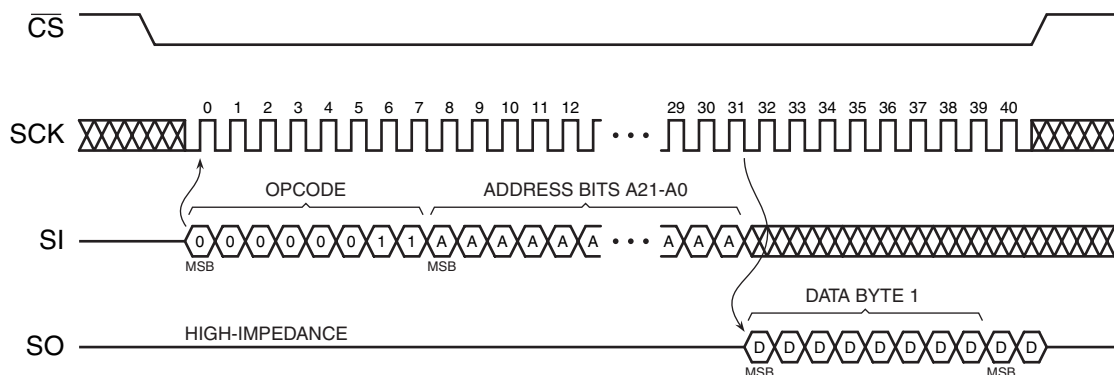 CS
0 1 2 3 4 5 6 7 8 9 10 11 12 29 30 31 32 33 34 35 36 37 38 39 40
SCK
OPCODE ADDRESS BITS A21-A0
SI 0 0 0 0 0 0 1 1 A A A A A A A A A
MSB MSB
DATA BYTE 1
HIGH-IMPEDANCE
SO D D D D D D D D D D
MSB MSB